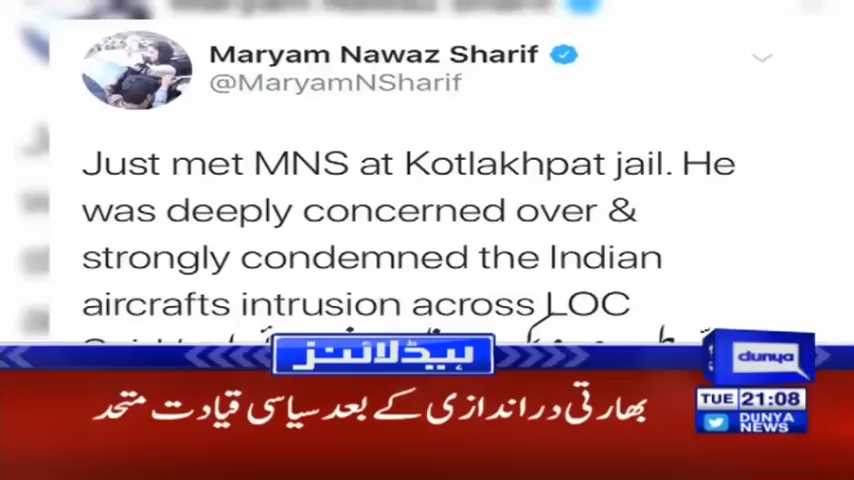 Maryam Nawaz Sharif
@MaryamNSharif
Just met MNS at Kotlakhpat jail. He
was deeply concerned over &
strongly condemned the Indian
aircrafts intrusion across LOC
ہیڈلائنز
بھارتی دراندازی کے بعد سیاسی قیادت متحد
dunya
TUE 21:08
DUNYA
NEWS